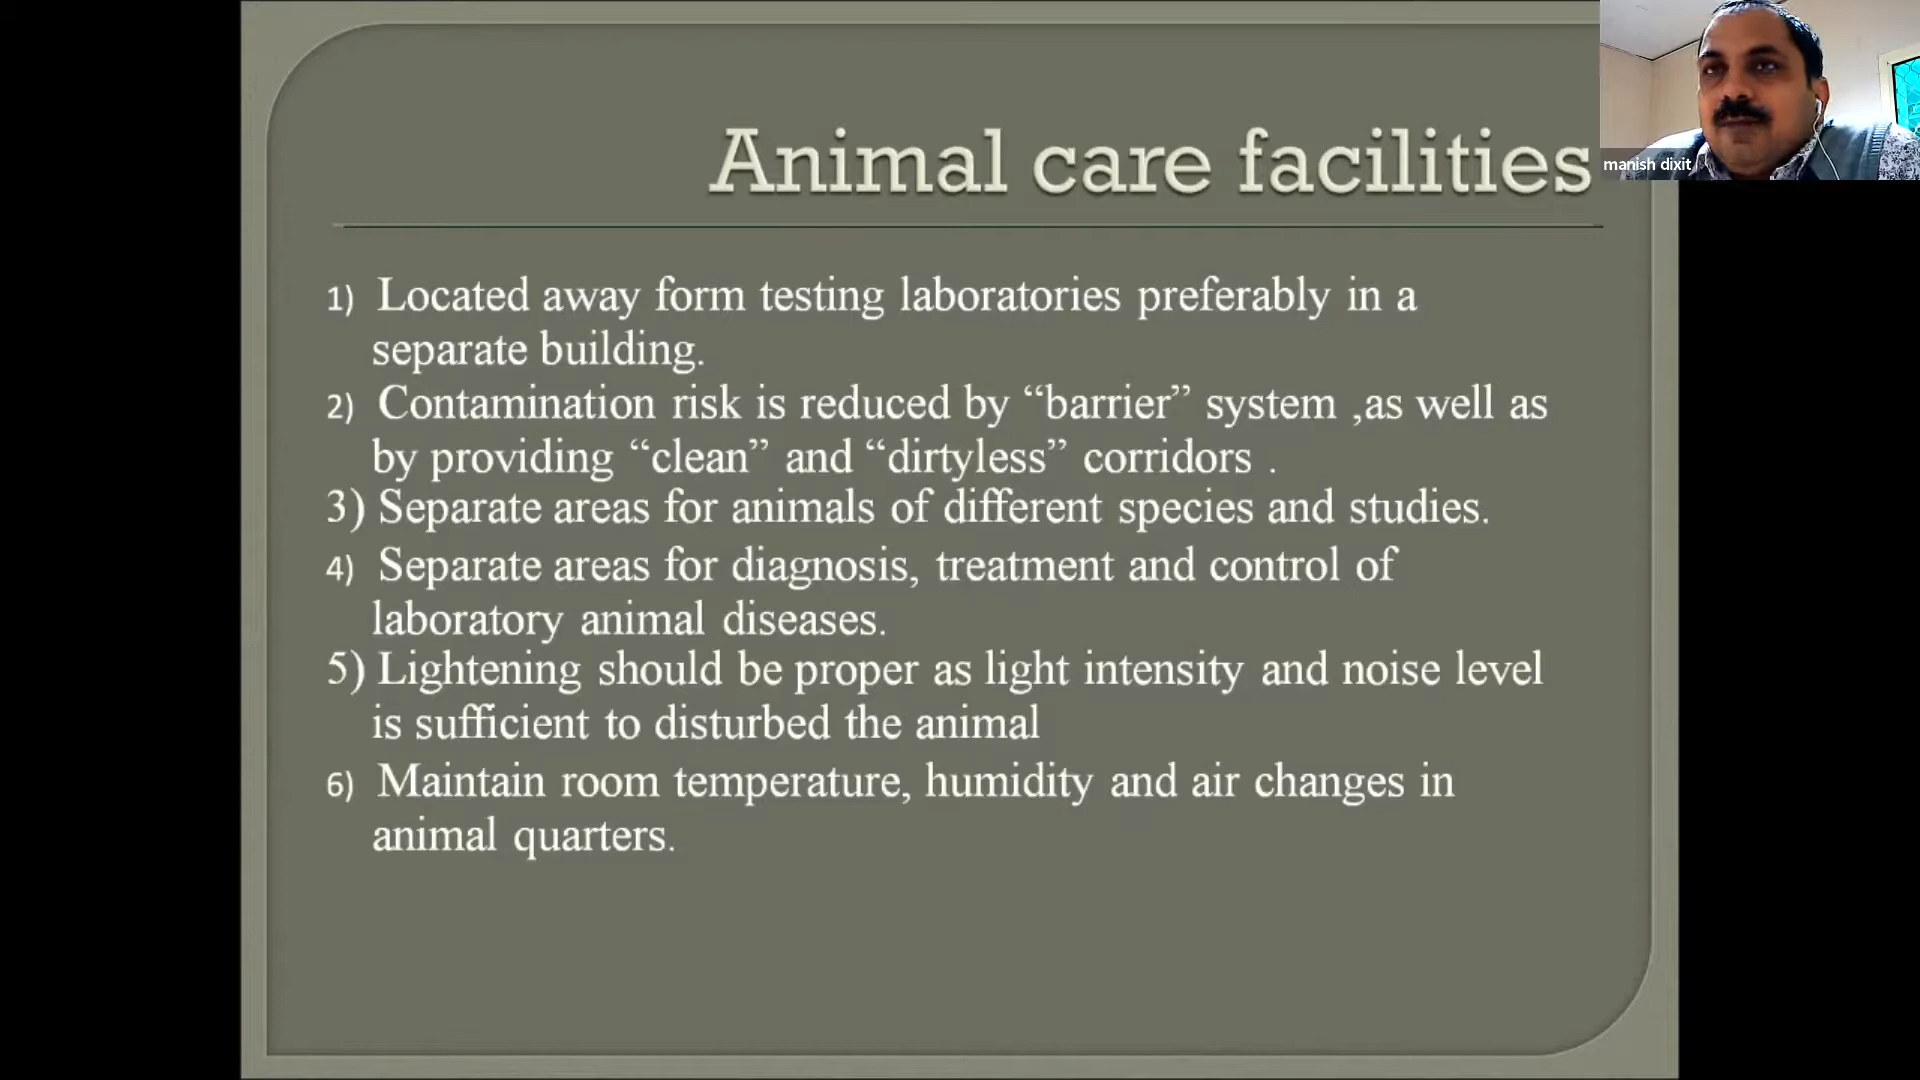 Animal care facilities
manish dixit
1) Located away form testing laboratories preferably in a
separate building.
2) Contamination risk is reduced by “barrier” system ,as well as
by providing “clean” and “dirtyless” corridors .
3) Separate areas for animals of different species and studies.
4) Separate areas for diagnosis, treatment and control of
laboratory animal diseases.
5) Lightening should be proper as light intensity and noise level
is sufficient to disturbed the animal
6) Maintain room temperature, humidity and air changes in
animal quarters.